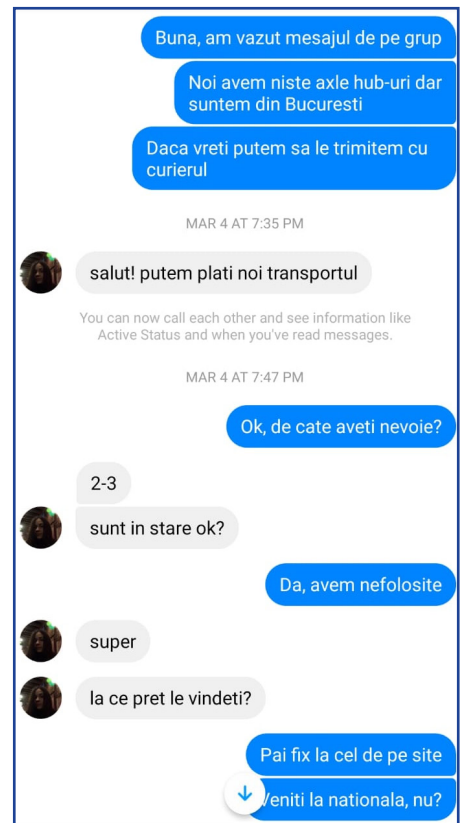 Buna, am vazut mesajul de pe grup
Noi avem niste axle hub-uri dar
suntem din Bucuresti
Daca vreti putem sa le trimitem cu
curierul
MAR 4 AT 7:35 PM
salut! putem plati noi transportul
You can now call each other and see information like
Active Status and when you've read messages.
MAR 4 AT 7:47 PM
Ok, de cate aveti nevoie?
2-3
sunt in stare ok?
Da, avem nefolosite
super
la ce pret le vindeti?
Pai fix la cel de pe site
Veniti la nationala, nu?